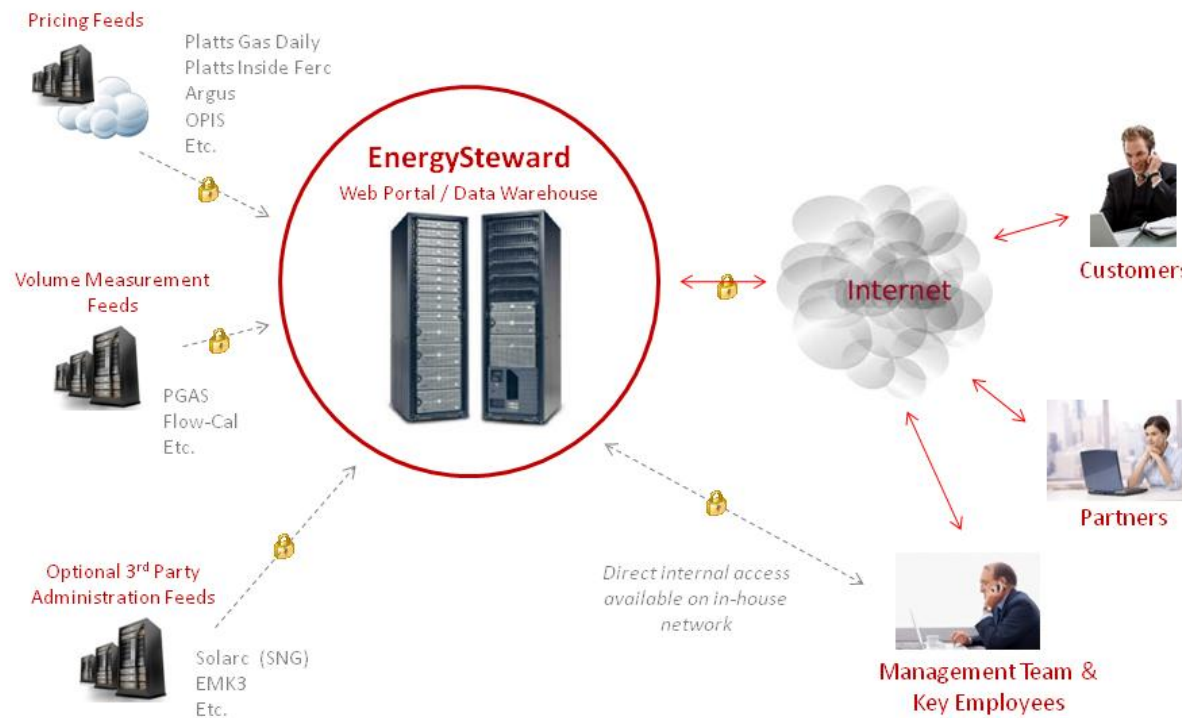 Pricing Feeds
Platts Gas Daily
Platts Inside Ferc
Argus
OPIS
Etc.
EnergySteward
Web Portal / Data Warehouse
Volume Measurement
Feeds
PGAS
Flow-Cal
Etc.
Internet
Customers
Partners
Optional 3rd Party
Administration Feeds
Solarc (SNG)
EMK3
Etc.
Direct internal access
available on in-house
network
Management Team &
Key Employees